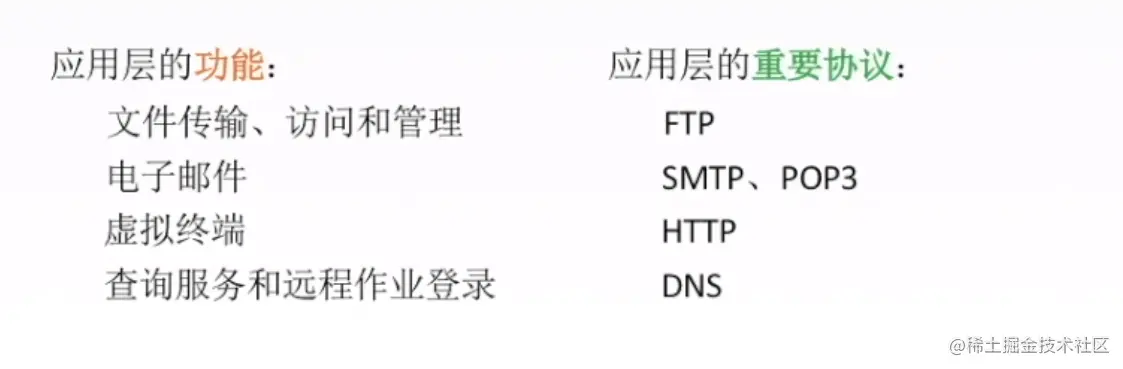 应用层的功能：
文件传输、访问和管理
电子邮件
虚拟终端
查询服务和远程作业登录
应用层的重要协议：
FTP
SMTP、POP3
HTTP
DNS
@稀土掘金技术社区